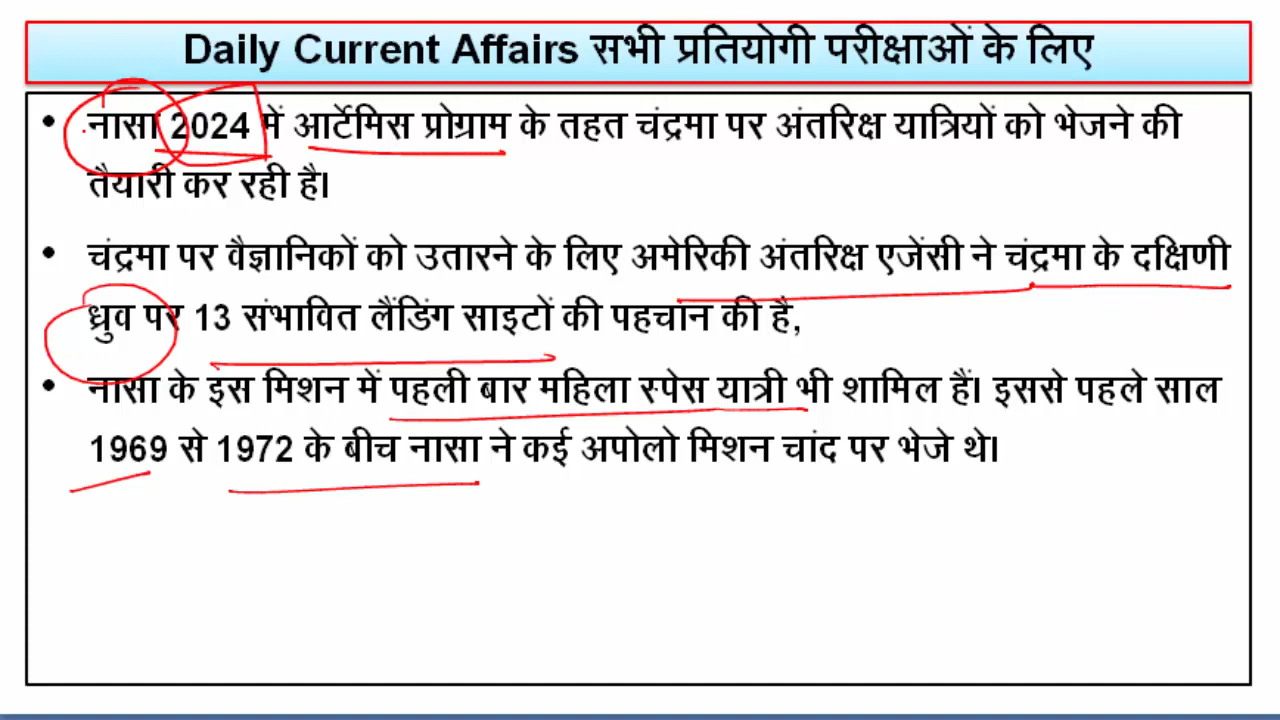 Daily Current Affairs सभी प्रतियोगी परीक्षाओं के लिए
• नासा 2024 में आर्टेमिस प्रोग्राम के तहत चंद्रमा पर अंतरिक्ष यात्रियों को भेजने की
तैयारी कर रही है।
• चंद्रमा पर वैज्ञानिकों को उतारने के लिए अमेरिकी अंतरिक्ष एजेंसी ने चंद्रमा के दक्षिणी
ध्रुव पर 13 संभावित लैंडिंग साइटों की पहचान की है,
• नासा के इस मिशन में पहली बार महिला स्पेस यात्री भी शामिल हैं। इससे पहले साल
1969 से 1972 के बीच नासा ने कई अपोलो मिशन चांद पर भेजे थे।